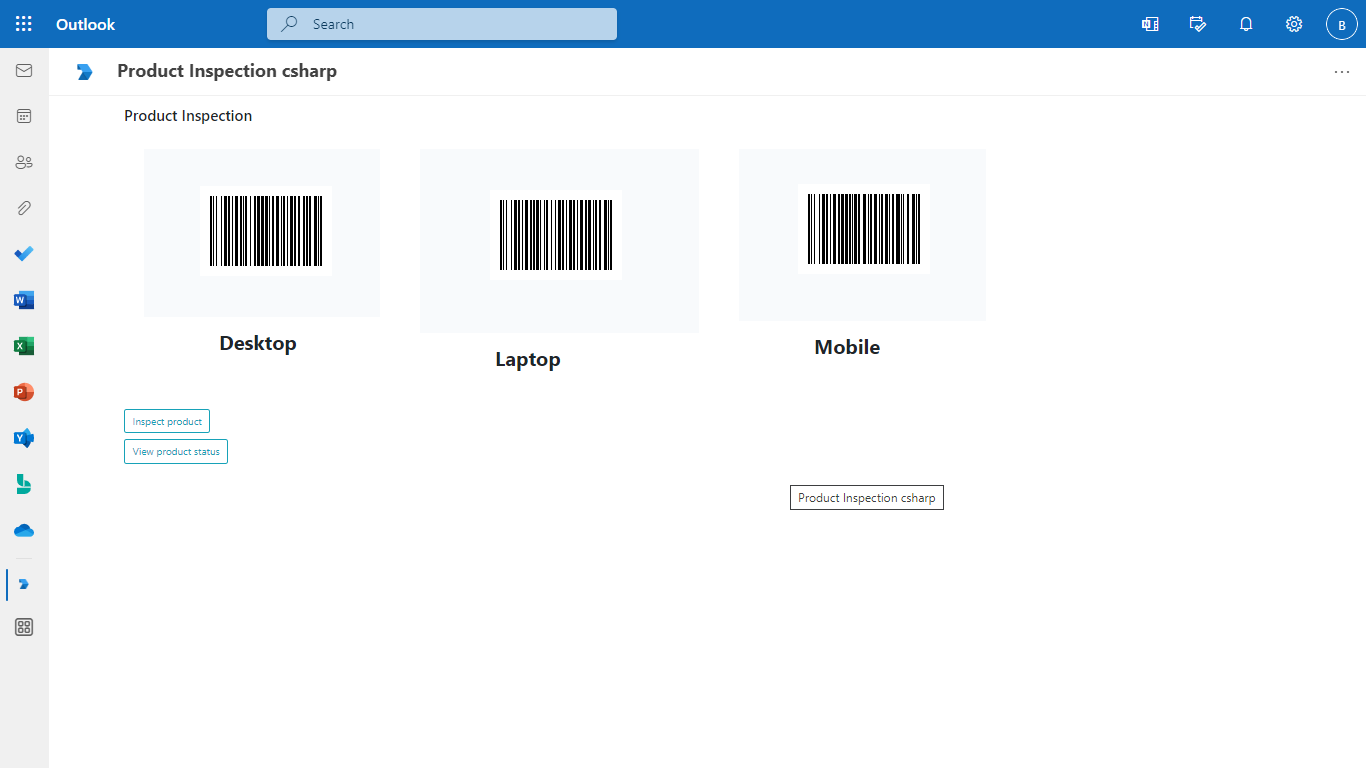 Outlook
Search
B
Product Inspection csharp
Product Inspection
Desktop
Laptop
Mobile
Inspect product
View product status
Product Inspection csharp
W
X
P
Y